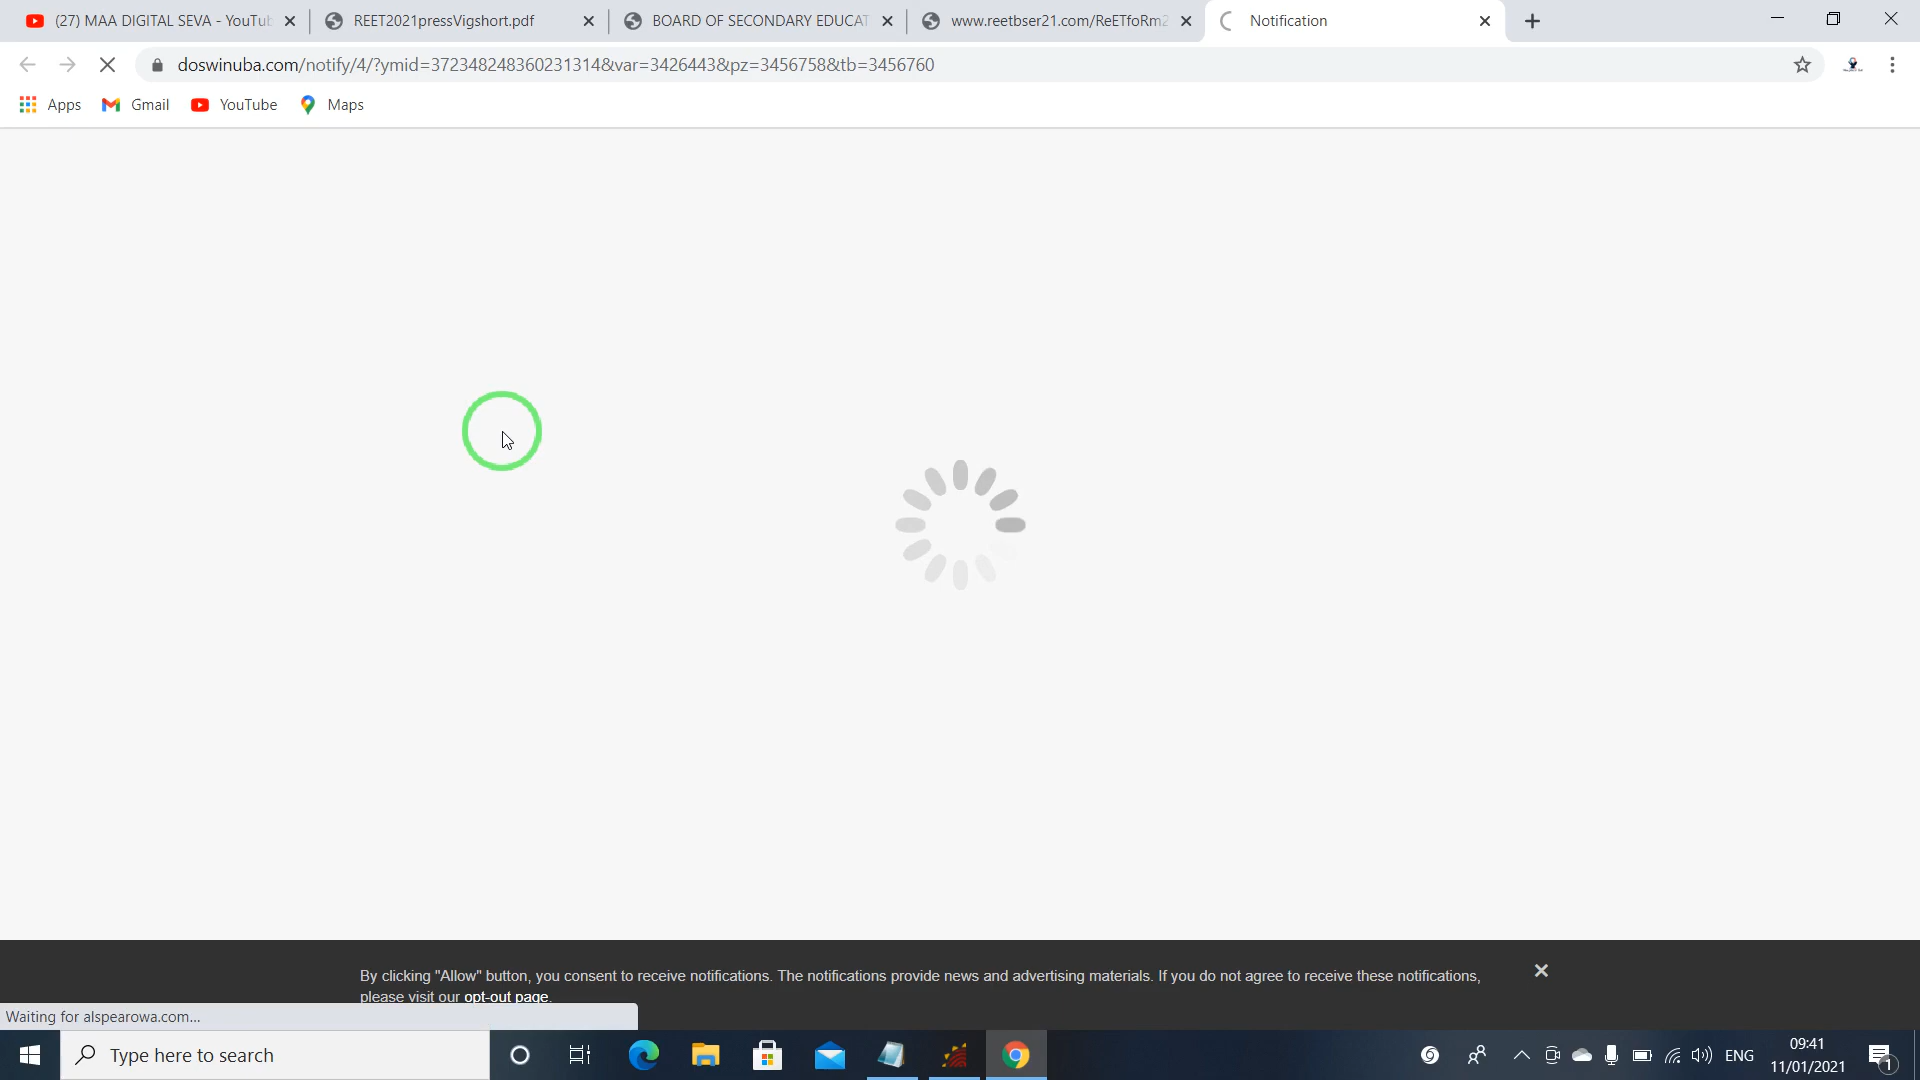 (27) MAA DIGITAL SEVA - YouTub
REET2021pressVigshort.pdf
BOARD OF SECONDARY EDUCAT
www.reetbser21.com/ReETfoRm2
Notification
doswinuba.com/notify/4/?ymid=372348248360231314&var=3426443&pz=3456758&tb=3456760
Apps
Gmail
YouTube
Maps
By clicking "Allow" button, you consent to receive notifications. The notifications provide news and advertising materials. If you do not agree to receive these notifications,
please visit our opt-out page.
Waiting for alspearowa.com...
Type here to search
ENG
09:41
11/01/2021
1